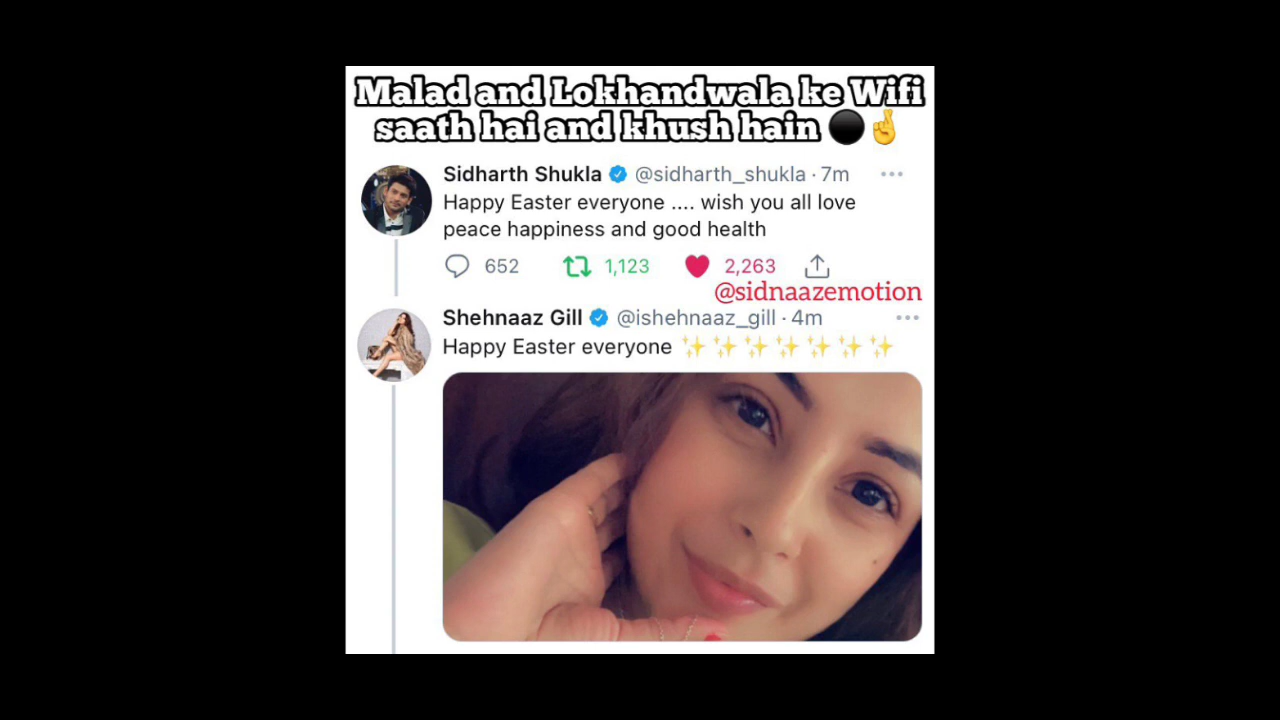 Malad and Lokhandwala ke Wifi
saath hai and khush hain ⚫🤞
Sidharth Shukla @sidharth_shukla · 7m
Happy Easter everyone .... wish you all love
peace happiness and good health
652 1,123 2,263
@sidnaazemotion
Shehnaaz Gill @ishehnaaz_gill · 4m
Happy Easter everyone ✨✨✨✨✨✨✨